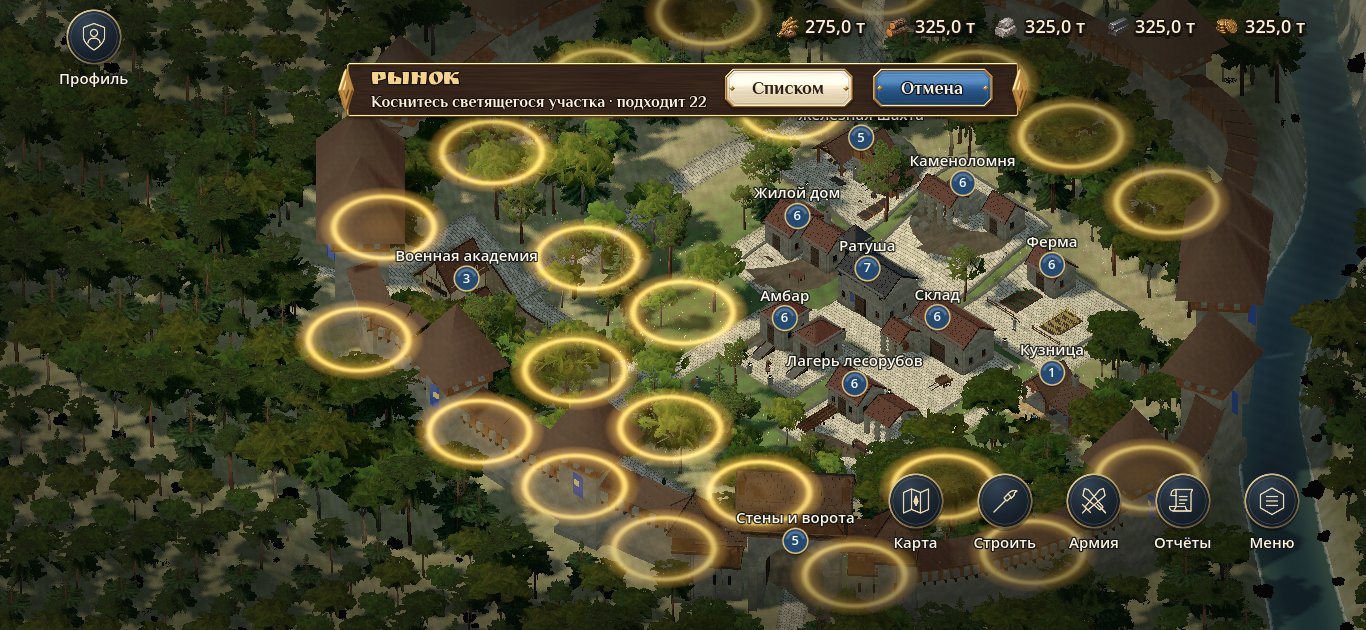 275,0 т
325,0 т
325,0 т
325,0 т
325,0 т
Профиль
РЫНОК
Коснитесь светящегося участка · подходит 22
Списком
Отмена
Железная шахта
5
Каменоломня
6
Жилой дом
6
Ратуша
7
Ферма
6
Военная академия
3
Амбар
6
Склад
6
Лагерь лесорубов
6
Кузница
1
Стены и ворота
5
Карта
Строить
Армия
Отчёты
Меню